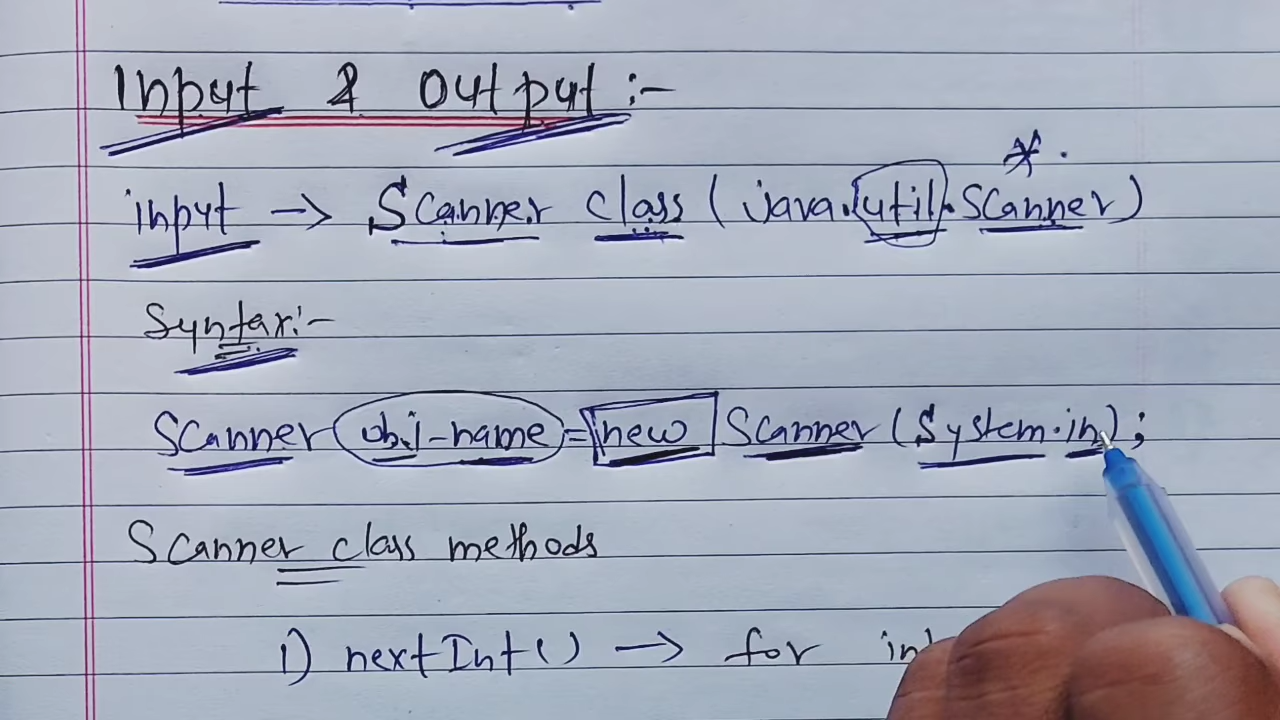 Input & Output :-
*.
input → Scanner class (java.util.Scanner)
Syntax:-
Scanner obj-name = new Scanner (System.in);
Scanner class methods
1) nextInt() → for int